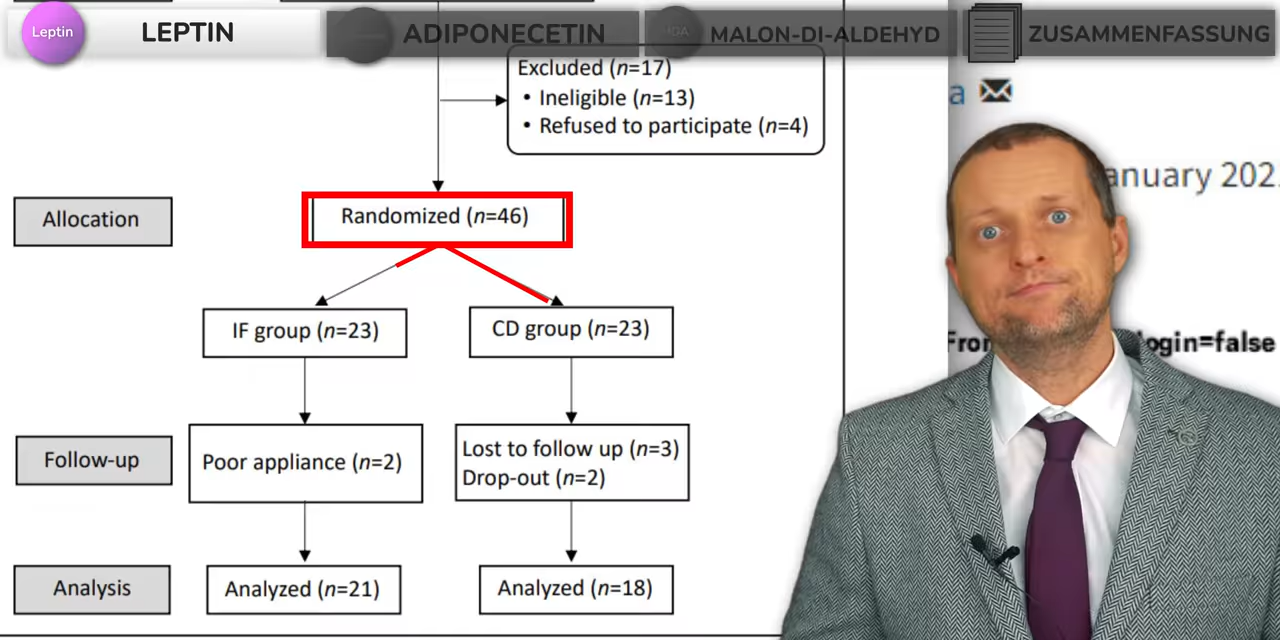 Leptin
LEPTIN
ADIPONECETIN
MALON-DI-ALDEHYD
ZUSAMMENFASSUNG
Excluded (n=17)
• Ineligible (n=13)
• Refused to participate (n=4)
a
anuary 202
Allocation
Randomized (n=46)
IF group (n=23)
CD group (n=23)
From
ogin=false
Follow-up
Poor appliance (n=2)
Lost to follow up (n=3)
Drop-out (n=2)
Analysis
Analyzed (n=21)
Analyzed (n=18)